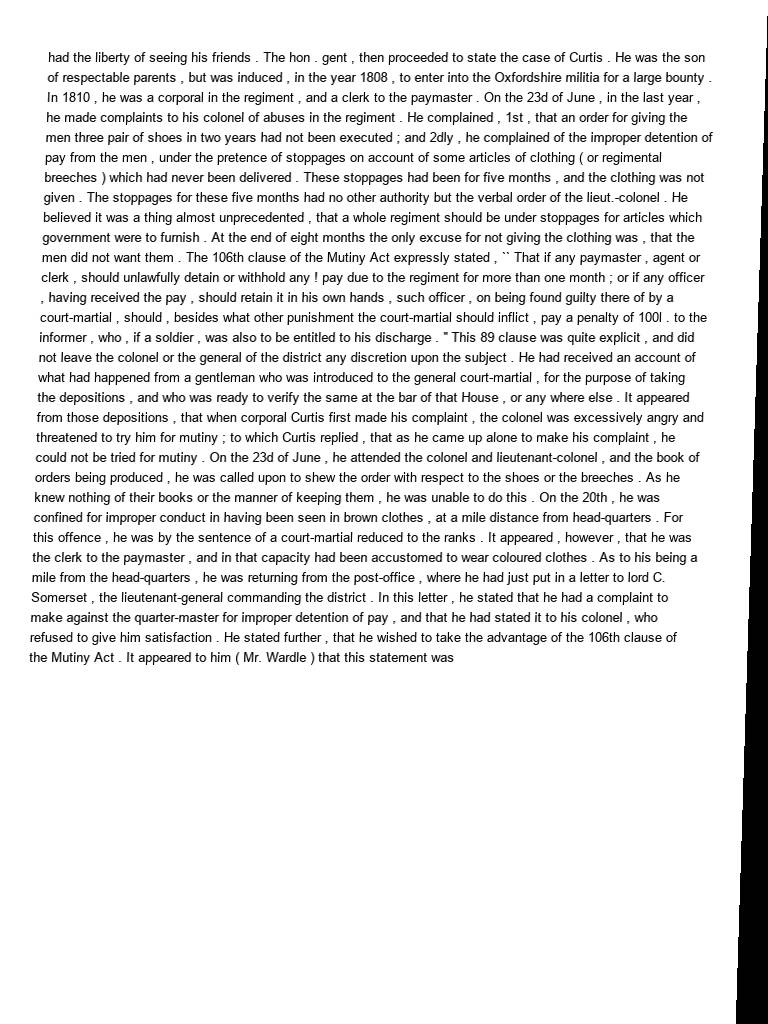 had the liberty of seeing his friends . The hon . gent , then proceeded to state the case of Curtis . He was the son
of respectable parents , but was induced , in the year 1808 , to enter into the Oxfordshire militia for a large bounty .
In 1810 , he was a corporal in the regiment , and a clerk to the paymaster . On the 23d of June , in the last year ,
he made complaints to his colonel of abuses in the regiment . He complained , 1st , that an order for giving the
men three pair of shoes in two years had not been executed ; and 2dly , he complained of the improper detention of
pay from the men , under the pretence of stoppages on account of some articles of clothing ( or regimental
breeches ) which had never been delivered . These stoppages had been for five months , and the clothing was not
given . The stoppages for these five months had no other authority but the verbal order of the lieut.-colonel . He
believed it was a thing almost unprecedented , that a whole regiment should be under stoppages for articles which
government were to furnish . At the end of eight months the only excuse for not giving the clothing was , that the
men did not want them . The 106th clause of the Mutiny Act expressly stated , `` That if any paymaster , agent or
clerk , should unlawfully detain or withhold any ! pay due to the regiment for more than one month ; or if any officer
, having received the pay , should retain it in his own hands , such officer , on being found guilty there of by a
court-martial , should , besides what other punishment the court-martial should inflict , pay a penalty of 100l . to the
informer , who , if a soldier , was also to be entitled to his discharge . " This 89 clause was quite explicit , and did
not leave the colonel or the general of the district any discretion upon the subject . He had received an account of
what had happened from a gentleman who was introduced to the general court-martial , for the purpose of taking
the depositions , and who was ready to verify the same at the bar of that House , or any where else . It appeared
from those depositions , that when corporal Curtis first made his complaint , the colonel was excessively angry and
threatened to try him for mutiny ; to which Curtis replied , that as he came up alone to make his complaint , he
could not be tried for mutiny . On the 23d of June , he attended the colonel and lieutenant-colonel , and the book of
orders being produced , he was called upon to shew the order with respect to the shoes or the breeches . As he
knew nothing of their books or the manner of keeping them , he was unable to do this . On the 20th , he was
confined for improper conduct in having been seen in brown clothes , at a mile distance from head-quarters . For
this offence , he was by the sentence of a court-martial reduced to the ranks . It appeared , however , that he was
the clerk to the paymaster , and in that capacity had been accustomed to wear coloured clothes . As to his being a
mile from the head-quarters , he was returning from the post-office , where he had just put in a letter to lord C.
Somerset , the lieutenant-general commanding the district . In this letter , he stated that he had a complaint to
make against the quarter-master for improper detention of pay , and that he had stated it to his colonel , who
refused to give him satisfaction . He stated further , that he wished to take the advantage of the 106th clause of
the Mutiny Act . It appeared to him ( Mr. Wardle ) that this statement was